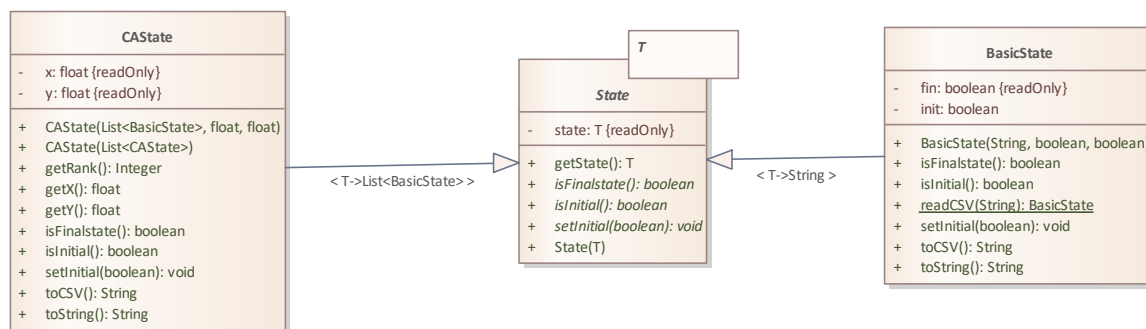 CAState
- x: float {readOnly}
- y: float {readOnly}
+ CAState(List<BasicState>, float, float)
+ CAState(List<CAState>)
+ getRank(): Integer
+ getX(): float
+ getY(): float
+ isFinalstate(): boolean
+ isInitial(): boolean
+ setInitial(boolean): void
+ toCSV(): String
+ toString(): String
< T->List<BasicState> >
T
State
- state: T {readOnly}
+ getState(): T
+ isFinalstate(): boolean
+ isInitial(): boolean
+ setInitial(boolean): void
+ State(T)
< T->String >
BasicState
- fin: boolean {readOnly}
- init: boolean
+ BasicState(String, boolean, boolean)
+ isFinalstate(): boolean
+ isInitial(): boolean
+ readCSV(String): BasicState
+ setInitial(boolean): void
+ toCSV(): String
+ toString(): String